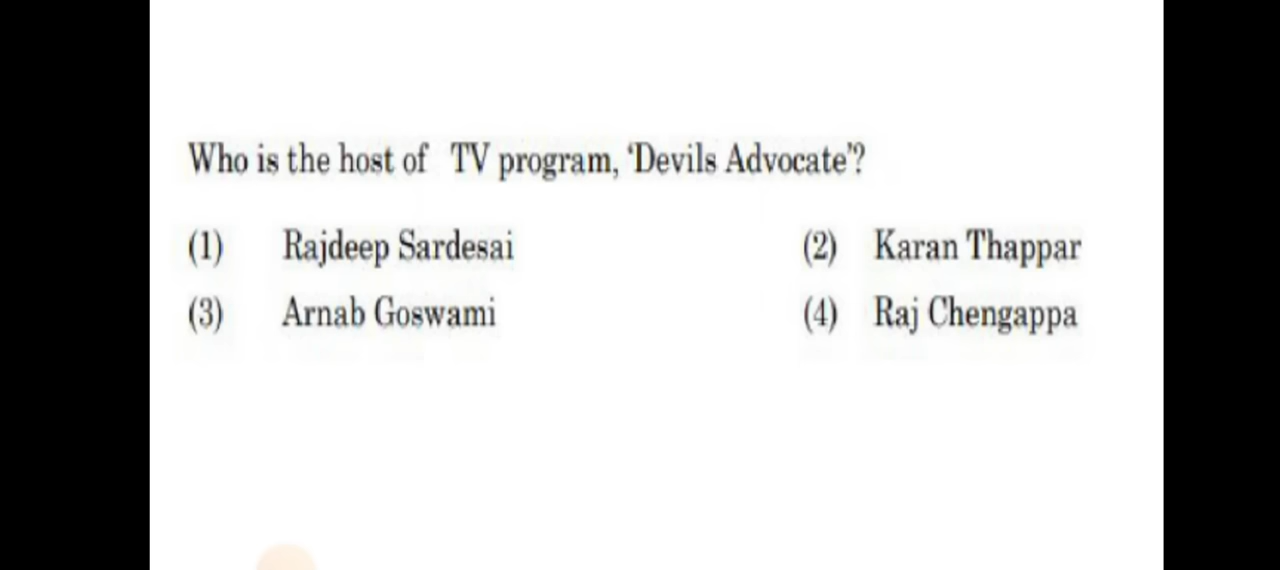 Who is the host of TV program, 'Devils Advocate'?
(1) Rajdeep Sardesai (2) Karan Thappar
(3) Arnab Goswami (4) Raj Chengappa